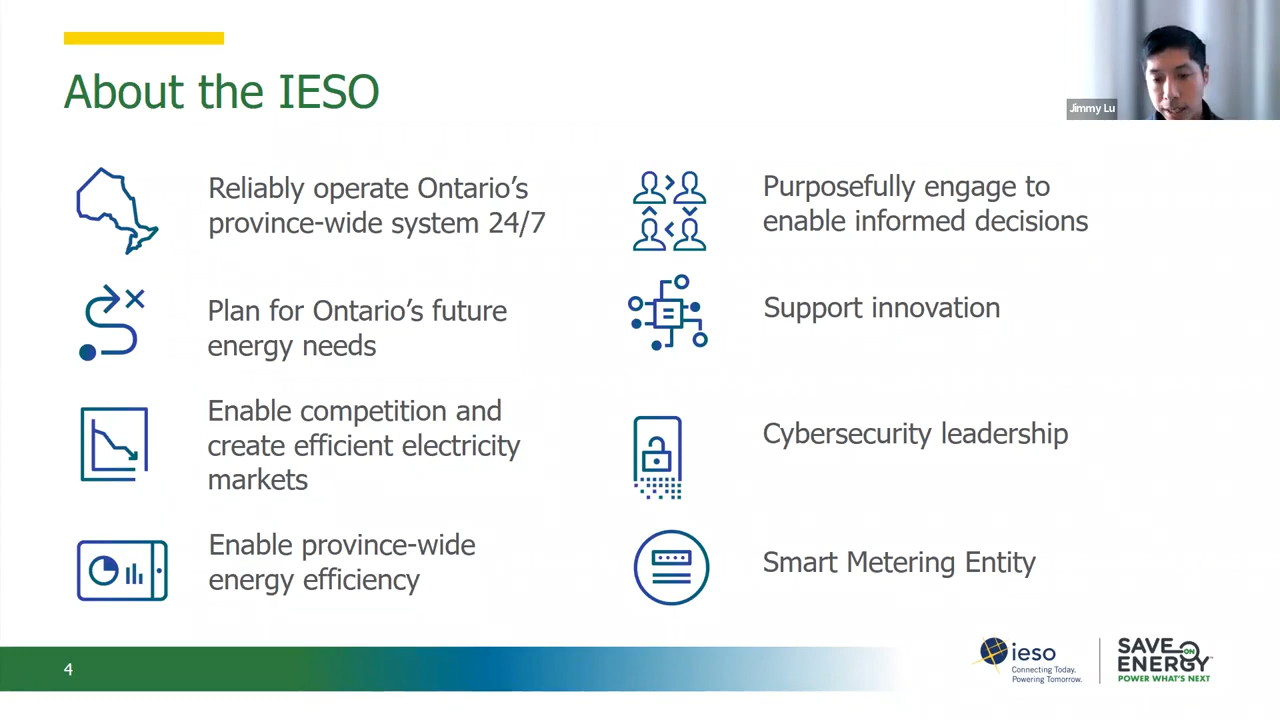 About the IESO
Jimmy Lu
Reliably operate Ontario's
province-wide system 24/7
Plan for Ontario's future
energy needs
Enable competition and
create efficient electricity
markets
Enable province-wide
energy efficiency
Purposefully engage to
enable informed decisions
Support innovation
Cybersecurity leadership
Smart Metering Entity
4
ieso
Connecting Today.
Powering Tomorrow.
SAVE
ON
ENERGY
POWER WHAT'S NEXT